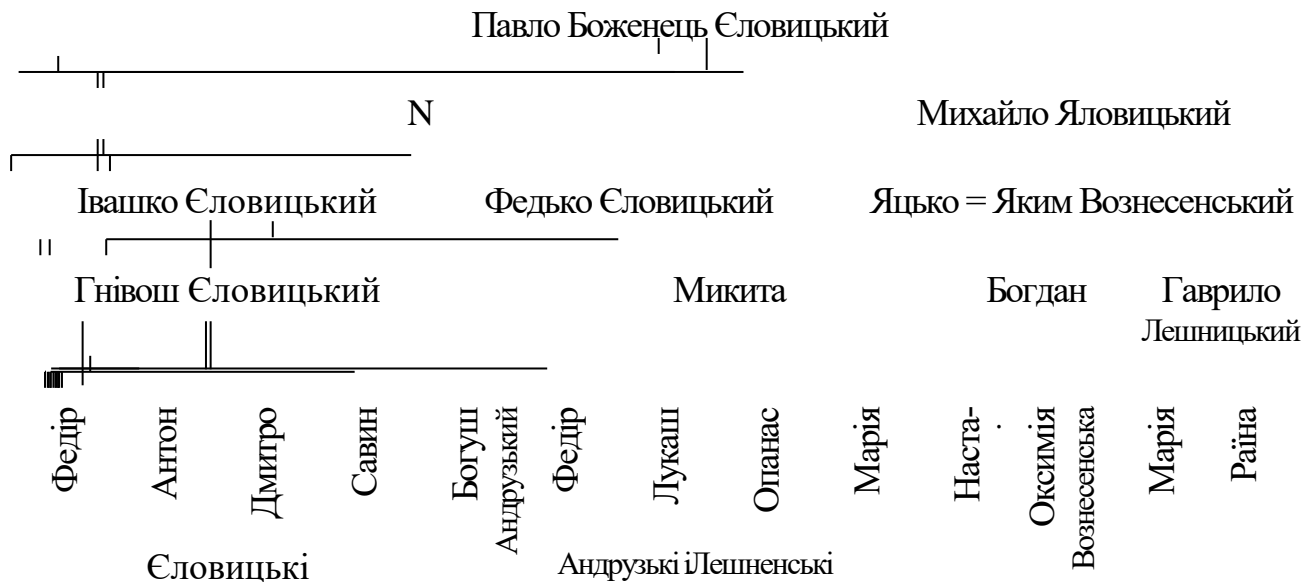 Павло Боженець Єловицький
N Михайло Яловицький
Івашко Єловицький Федько Єловицький Яцько = Яким Вознесенський
Гнівош Єловицький Микита Богдан Гаврило
Лешницький
Федір
Антон
Дмитро
Савин
Богуш
Андрузький
Федір
Лукаш
Опанас
Марія
Наста-
Оксимія
Вознесенська
Марія
Раїна
Єловицькі Андрузькі іЛешненські